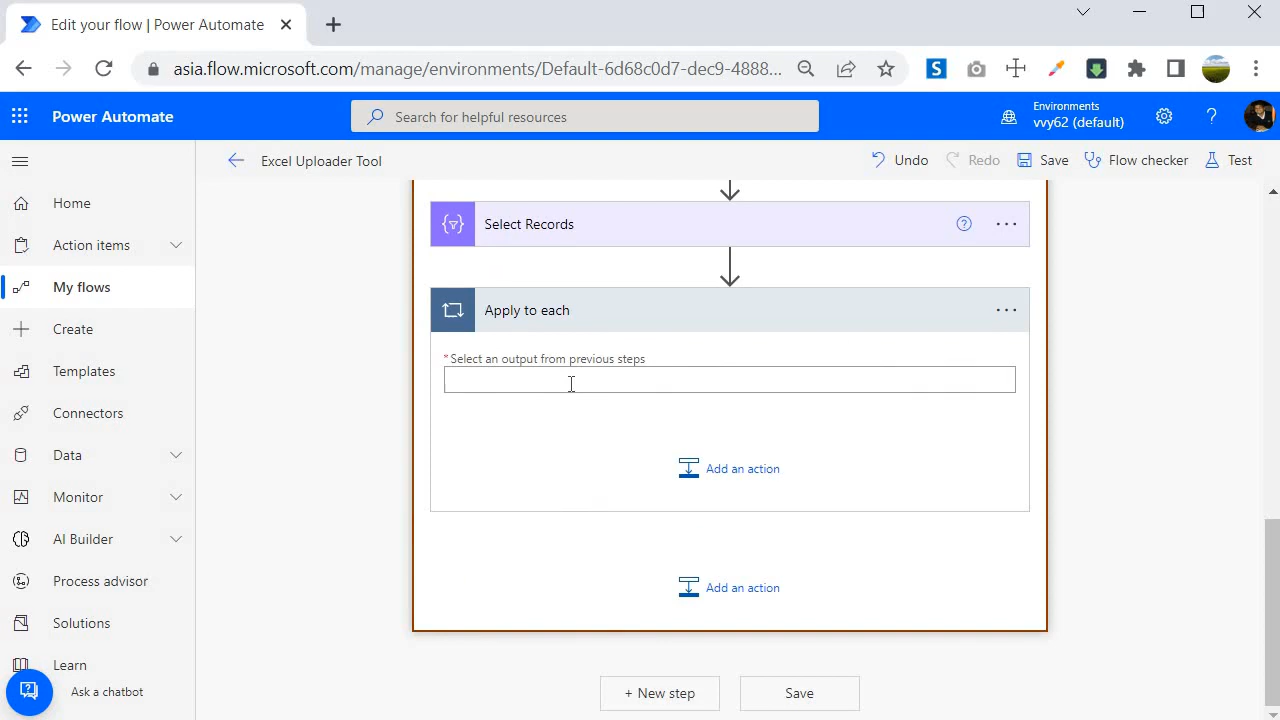 Edit your flow | Power Automate
asia.flow.microsoft.com/manage/environments/Default-6d68c0d7-dec9-4888...
S
Power Automate
Search for helpful resources
Environments
vvy62 (default)
Excel Uploader Tool
Undo
Redo
Save
Flow checker
Test
Home
Action items
My flows
Create
Templates
Connectors
Data
Monitor
AI Builder
Process advisor
Solutions
Learn
Ask a chatbot
Select Records
Apply to each
* Select an output from previous steps
Add an action
Add an action
+ New step
Save